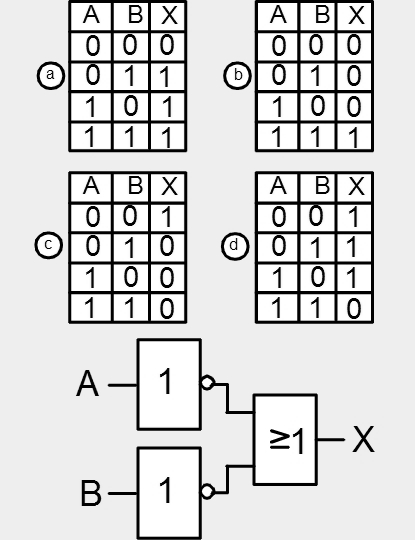 A B X
0 0 0
a 0 1 1
1 0 1
1 1 1
A B X
0 0 0
b 0 1 0
1 0 0
1 1 1
A B X
0 0 1
c 0 1 0
1 0 0
1 1 0
A B X
0 0 1
d 0 1 1
1 0 1
1 1 0
A 1
≥1 X
B 1